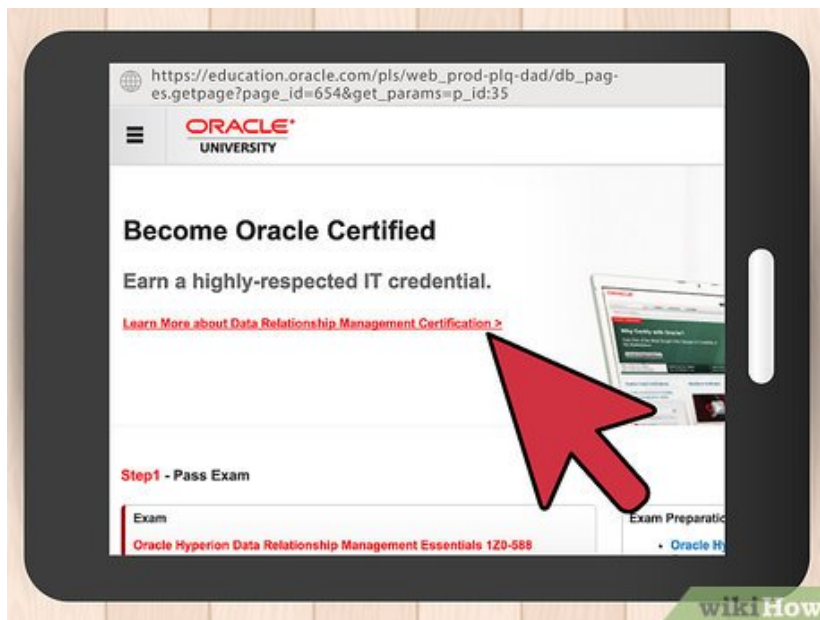 https://education.oracle.com/pls/web_prod-plq-dad/db_pag-
es.getpage?page_id=654&get_params=p_id:35
ORACLE
UNIVERSITY
Become Oracle Certified
Earn a highly-respected IT credential.
Learn More about Data Relationship Management Certification >
Step1 - Pass Exam
Exam
Exam Preparatio
Oracle Hyperion Data Relationship Management Essentials 1Z0-588
• Oracle Hy
wikiHow